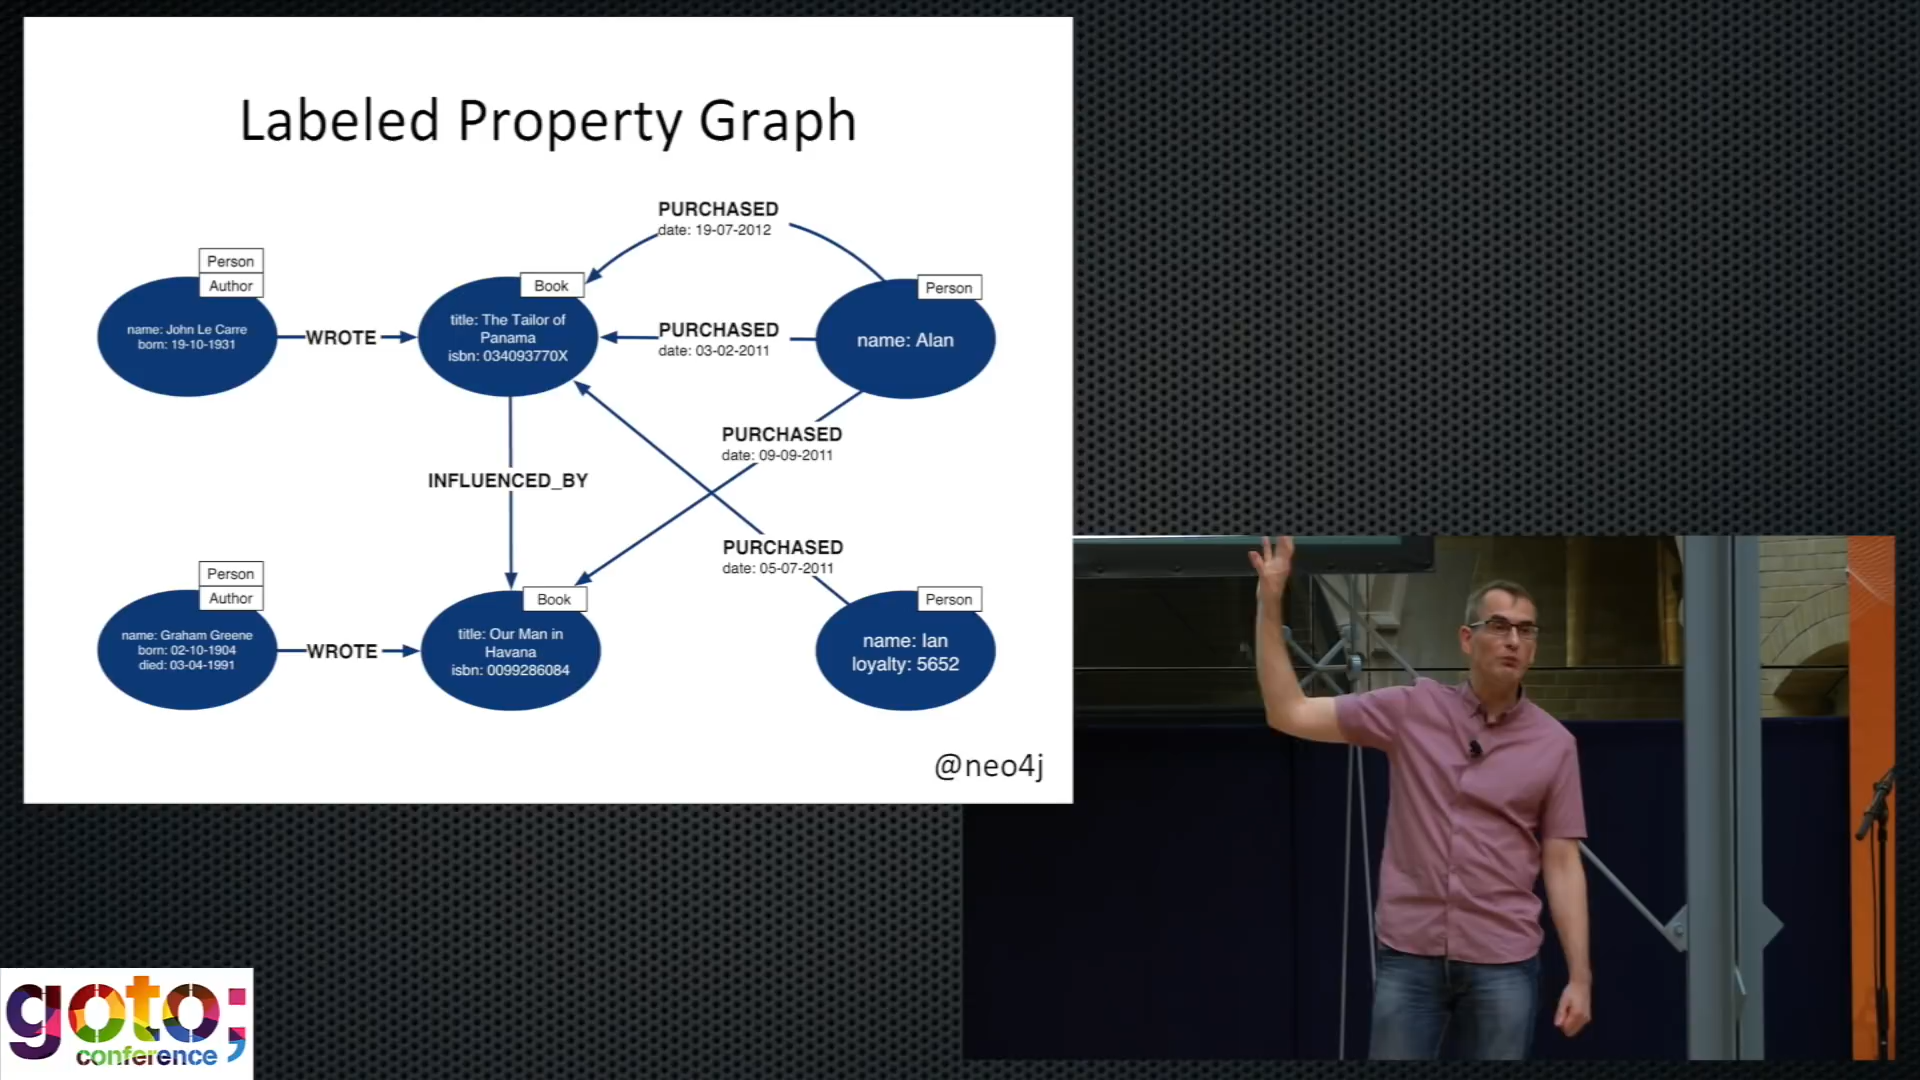 Labeled Property Graph
PURCHASED
date: 19-07-2012
Person
Author
name: John Le Carre
born: 19-10-1931
WROTE
Book
title: The Tailor of
Panama
isbn: 034093770X
PURCHASED
date: 03-02-2011
Person
name: Alan
PURCHASED
date: 09-09-2011
INFLUENCED_BY
PURCHASED
date: 05-07-2011
Person
Author
name: Graham Greene
born: 02-10-1904
died: 03-04-1991
WROTE
Book
title: Our Man in
Havana
isbn: 0099286084
Person
name: Ian
loyalty: 5652
@neo4j
goto;
conference